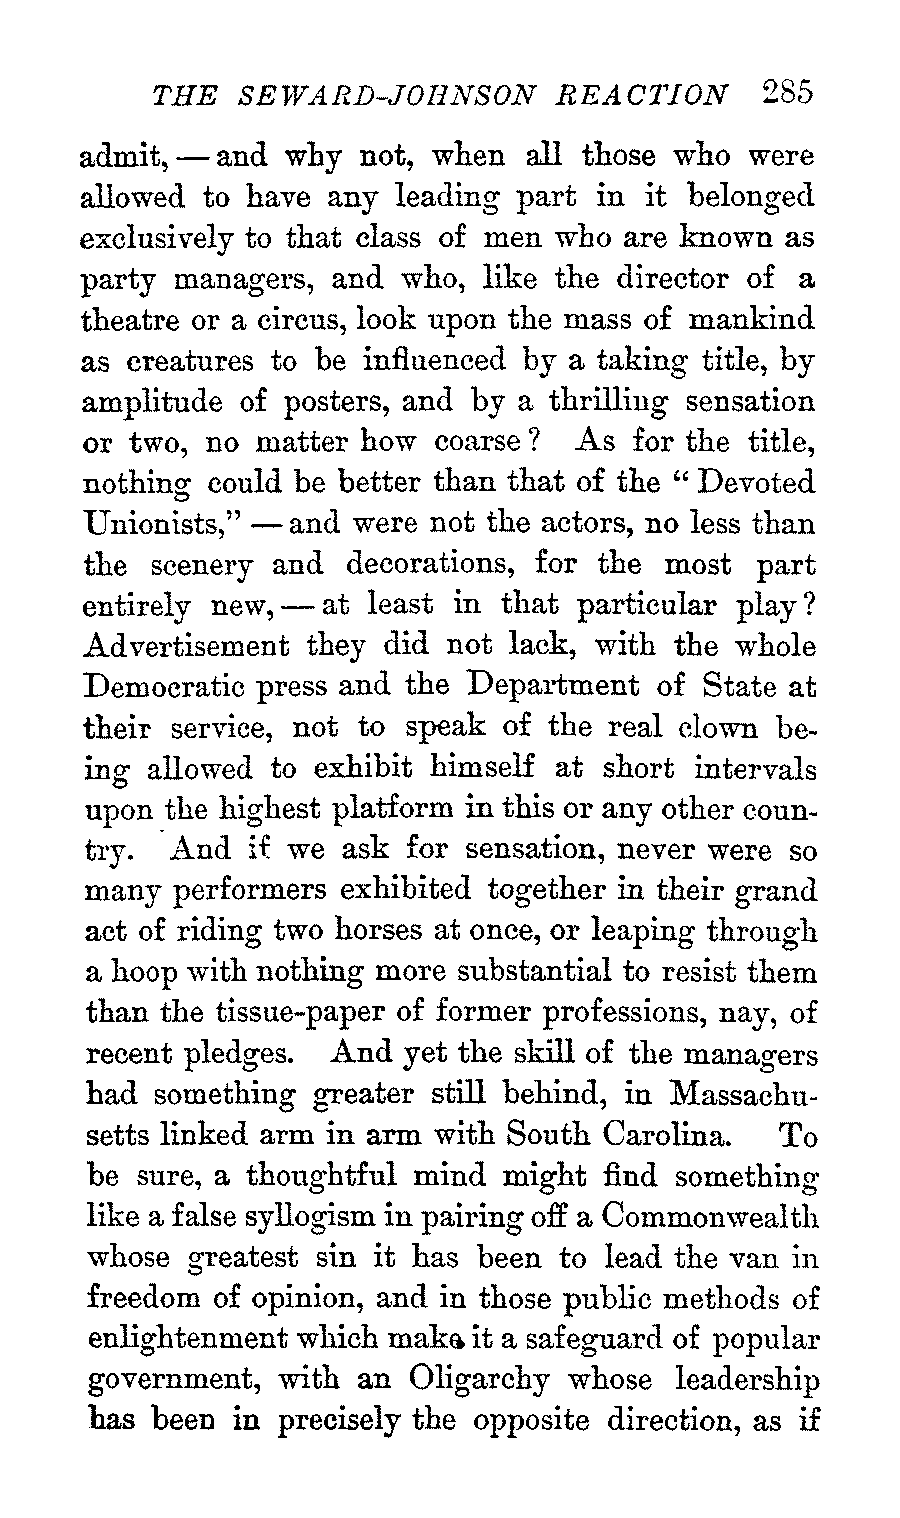 THE SEWARD-JOHNSON REACTION 285
admit, — and why not, when all those who were
allowed to have any leading part in it belonged
exclusively to that class of men who are known as
party managers, and who, like the director of a
theatre or a circus, look upon the mass of mankind
as creatures to be influenced by a taking title, by
amplitude of posters, and by a thrilling sensation
or two, no matter how coarse? As for the title,
nothing could be better than that of the “ Devoted
Unionists,” — and were not the actors, no less than
the scenery and decorations, for the most part
entirely new, — at least in that particular play?
Advertisement they did not lack, with the whole
Democratic press and the Department of State at
their service, not to speak of the real clown be-
ing allowed to exhibit himself at short intervals
upon the highest platform in this or any other coun-
try. And if we ask for sensation, never were so
many performers exhibited together in their grand
act of riding two horses at once, or leaping through
a hoop with nothing more substantial to resist them
than the tissue-paper of former professions, nay, of
recent pledges. And yet the skill of the managers
had something greater still behind, in Massachu-
setts linked arm in arm with South Carolina. To
be sure, a thoughtful mind might find something
like a false syllogism in pairing off a Commonwealth
whose greatest sin it has been to lead the van in
freedom of opinion, and in those public methods of
enlightenment which make it a safeguard of popular
government, with an Oligarchy whose leadership
has been in precisely the opposite direction, as if